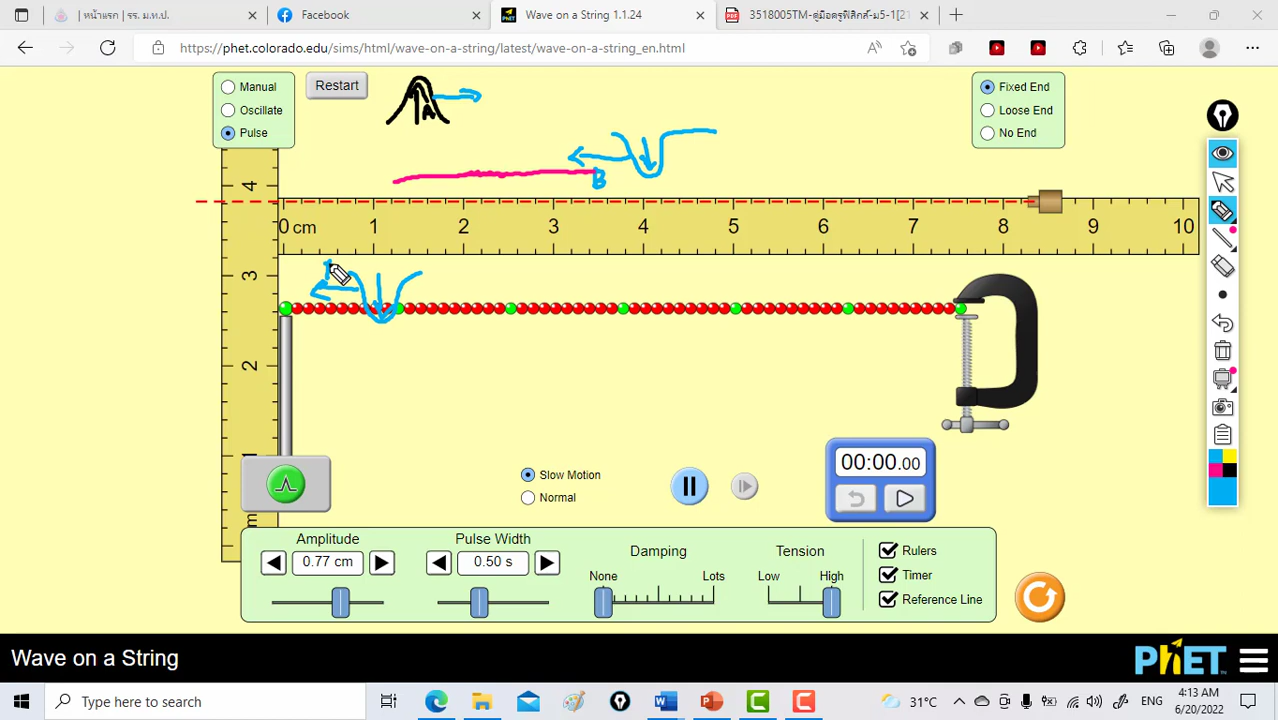 หน้าแรก | รร. ม.ท.ป.
Facebook
Wave on a String 1.1.24
3518005TM-คู่มือครูฟิสิกส์-ม5-1[21
https://phet.colorado.edu/sims/html/wave-on-a-string/latest/wave-on-a-string_en.html
Manual
Oscillate
Pulse
Restart
A
B
Fixed End
Loose End
No End
0 cm 1 2 3 4 5 6 7 8 9 10
4
3
2
1
Slow Motion
Normal
00:00.00
Amplitude
0.77 cm
Pulse Width
0.50 s
Damping
None
Lots
Tension
Low
High
Rulers
Timer
Reference Line
Wave on a String
PhET
Type here to search
31°C
ENG
4:13 AM
6/20/2022